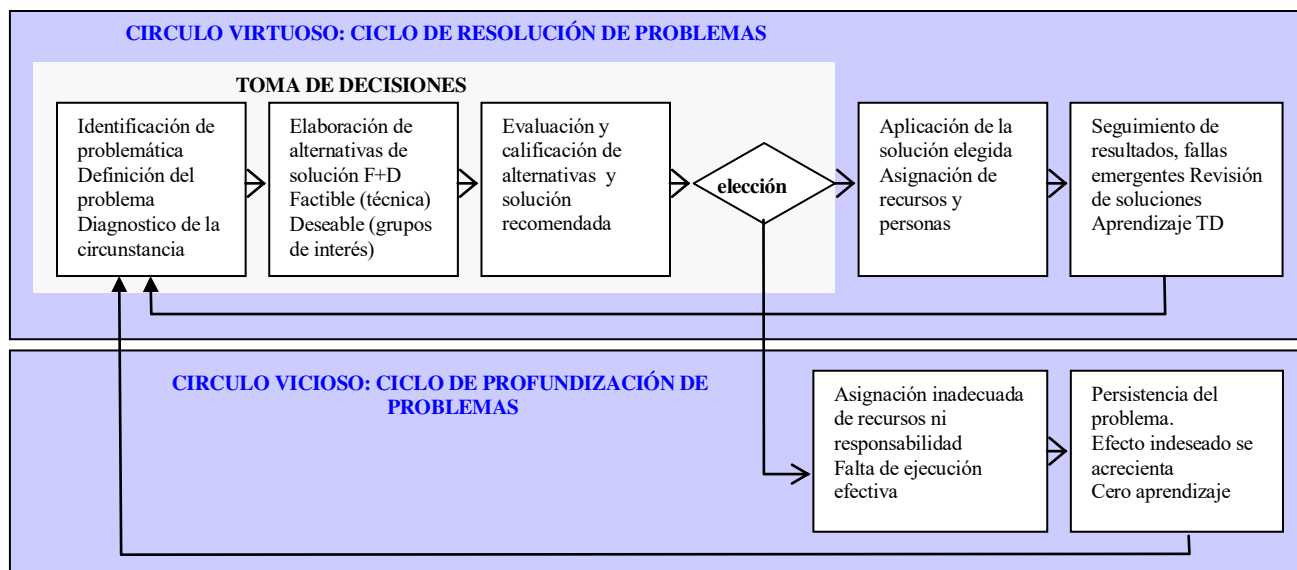 CIRCULO VIRTUOSO: CICLO DE RESOLUCIÓN DE PROBLEMAS
TOMA DE DECISIONES
Identificación de
problemática
Definición del
problema
Diagnostico de la
circunstancia
Elaboración de
alternativas de
solución F+D
Factible (técnica)
Deseable (grupos
de interés)
Evaluación y
calificación de
alternativas y
solución
recomendada
elección
Aplicación de la
solución elegida
Asignación de
recursos y
personas
Seguimiento de
resultados, fallas
emergentes Revisión
de soluciones
Aprendizaje TD
CIRCULO VICIOSO: CICLO DE PROFUNDIZACIÓN DE
PROBLEMAS
Asignación inadecuada
de recursos ni
responsabilidad
Falta de ejecución
efectiva
Persistencia del
problema.
Efecto indeseado se
acrecienta
Cero aprendizaje